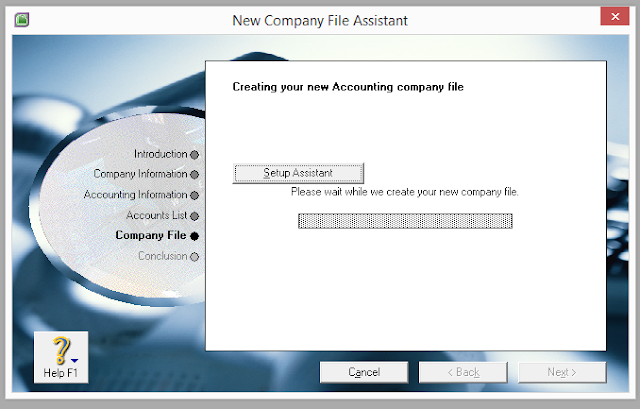 New Company File Assistant
Creating your new Accounting company file
Introduction
Company Information
Accounting Information
Accounts List
Company File
Conclusion
Setup Assistant
Please wait while we create your new company file.
Help F1
Cancel
< Back
Next >